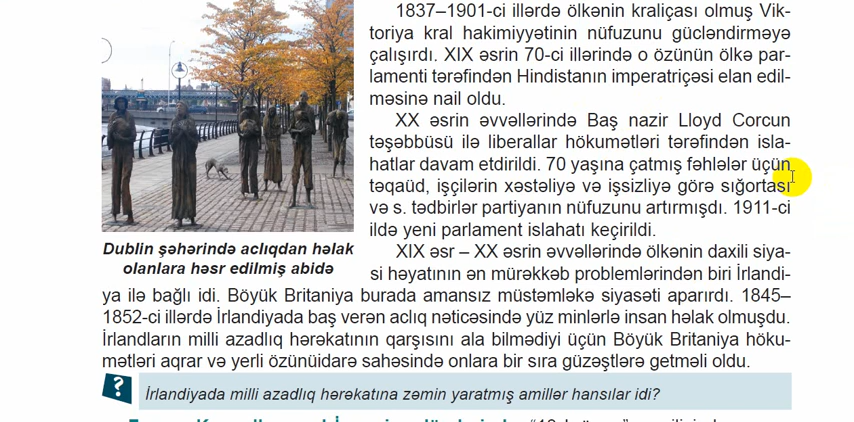 1837–1901-ci illərdə ölkənin kraliçası olmuş Vik-
toriya kral hakimiyyətinin nüfuzunu gücləndirməyə
çalışırdı. XIX əsrin 70-ci illərində o özünün ölkə par-
lamenti tərəfindən Hindistanın imperatriçəsi elan edil-
məsinə nail oldu.
XX əsrin əvvəllərində Baş nazir Lloyd Corcun
təşəbbüsü ilə liberallar hökumətləri tərəfindən isla-
hatlar davam etdirildi. 70 yaşına çatmış fəhlələr üçün
təqaüd, işçilərin xəstəliyə və işsizliyə görə sığortası
və s. tədbirlər partiyanın nüfuzunu artırmışdı. 1911-ci
ildə yeni parlament islahatı keçirildi.
Dublin şəhərində aclıqdan həlak
olanlara həsr edilmiş abidə
XIX əsr – XX əsrin əvvəllərində ölkənin daxili siya-
si həyatının ən mürəkkəb problemlərindən biri İrlandi-
ya ilə bağlı idi. Böyük Britaniya burada amansız müstəmləkə siyasəti aparırdı. 1845–
1852-ci illərdə İrlandiyada baş verən aclıq nəticəsində yüz minlərlə insan həlak olmuşdu.
İrlandların milli azadlıq hərəkatının qarşısını ala bilmədiyi üçün Böyük Britaniya höku-
mətləri aqrar və yerli özünüidarə sahəsində onlara bir sıra güzəştlərə getməli oldu.
?
İrlandiyada milli azadlıq hərəkatına zəmin yaratmış amillər hansılar idi?